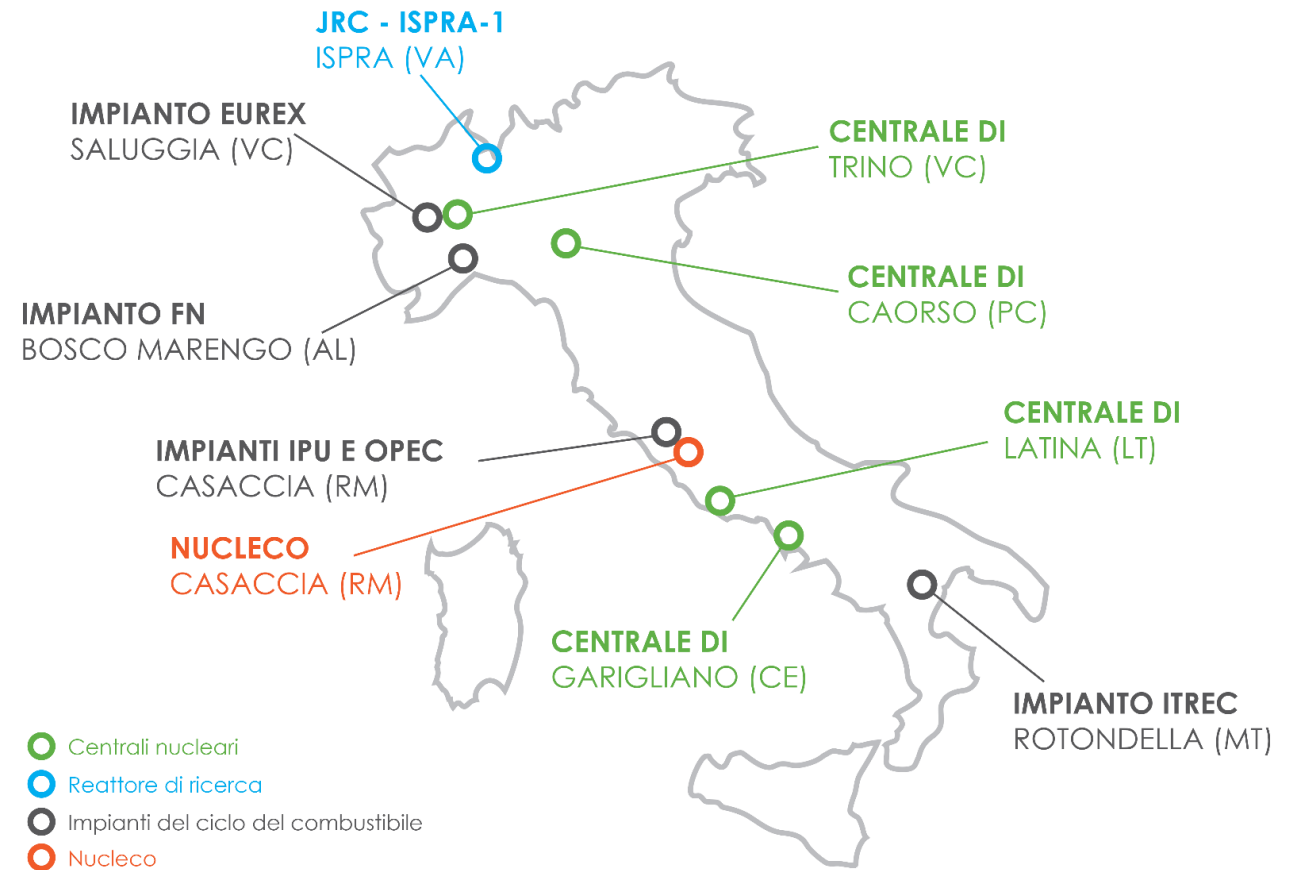 JRC - ISPRA-1
ISPRA (VA)
IMPIANTO EUREX
SALUGGIA (VC)
CENTRALE DI
TRINO (VC)
CENTRALE DI
CAORSO (PC)
IMPIANTO FN
BOSCO MARENGO (AL)
CENTRALE DI
LATINA (LT)
IMPIANTI IPU E OPEC
CASACCIA (RM)
NUCLECO
CASACCIA (RM)
CENTRALE DI
GARIGLIANO (CE)
IMPIANTO ITREC
ROTONDELLA (MT)
Centrali nucleari
Reattore di ricerca
Impianti del ciclo del combustibile
Nucleco